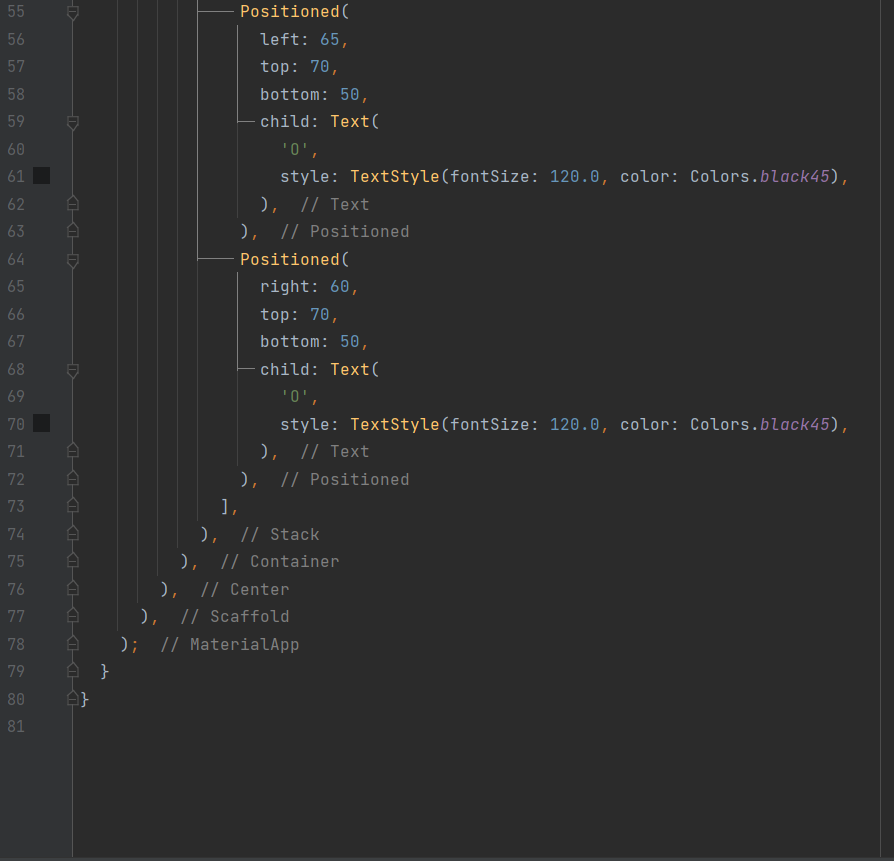 55 Positioned(
56 left: 65,
57 top: 70,
58 bottom: 50,
59 child: Text(
60 'O',
61 style: TextStyle(fontSize: 120.0, color: Colors.black45),
62 ), // Text
63 ), // Positioned
64 Positioned(
65 right: 60,
66 top: 70,
67 bottom: 50,
68 child: Text(
69 'O',
70 style: TextStyle(fontSize: 120.0, color: Colors.black45),
71 ), // Text
72 ), // Positioned
73 ],
74 ), // Stack
75 ), // Container
76 ), // Center
77 ), // Scaffold
78 ); // MaterialApp
79 }
80 }
81